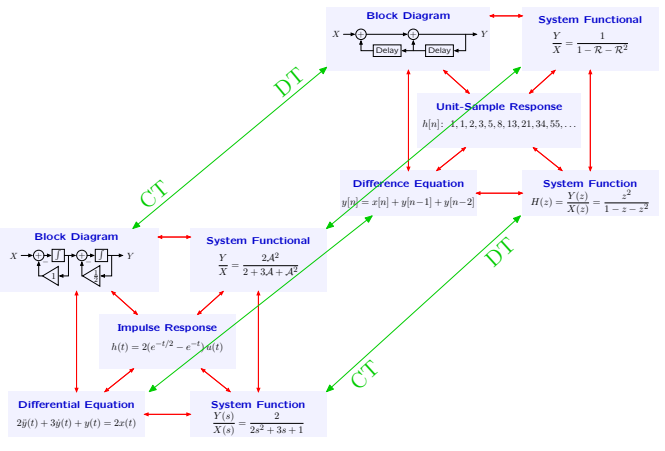 Block Diagram
X + + Y
Delay Delay
System Functional
Y/X = 1/(1 − R − R²)
Unit-Sample Response
h[n]: 1, 1, 2, 3, 5, 8, 13, 21, 34, 55, ...
Difference Equation
y[n] = x[n] + y[n−1] + y[n−2]
System Function
H(z) = Y(z)/X(z) = z²/(1 − z − z²)
DT
CT
DT
CT
Block Diagram
X + − ∫ + − ∫ Y
1 1/2
System Functional
Y/X = 2A²/(2 + 3A + A²)
Impulse Response
h(t) = 2(e^{−t/2} − e^{−t}) u(t)
Differential Equation
2ÿ(t) + 3ẏ(t) + y(t) = 2x(t)
System Function
Y(s)/X(s) = 2/(2s² + 3s + 1)